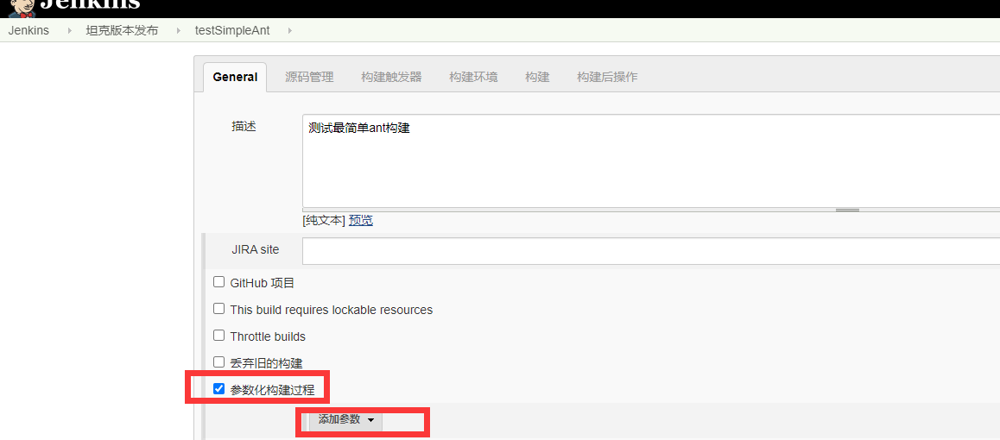 Jenkins
Jenkins 坦克版本发布 testSimpleAnt
General 源码管理 构建触发器 构建环境 构建 构建后操作
描述
测试最简单ant构建
[纯文本] 预览
JIRA site
GitHub 项目
This build requires lockable resources
Throttle builds
丢弃旧的构建
参数化构建过程
添加参数